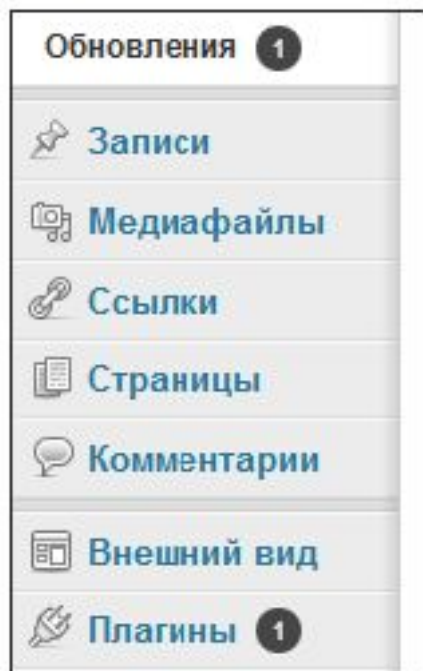 Обновления 1
Записи
Медиафайлы
Ссылки
Страницы
Комментарии
Внешний вид
Плагины 1